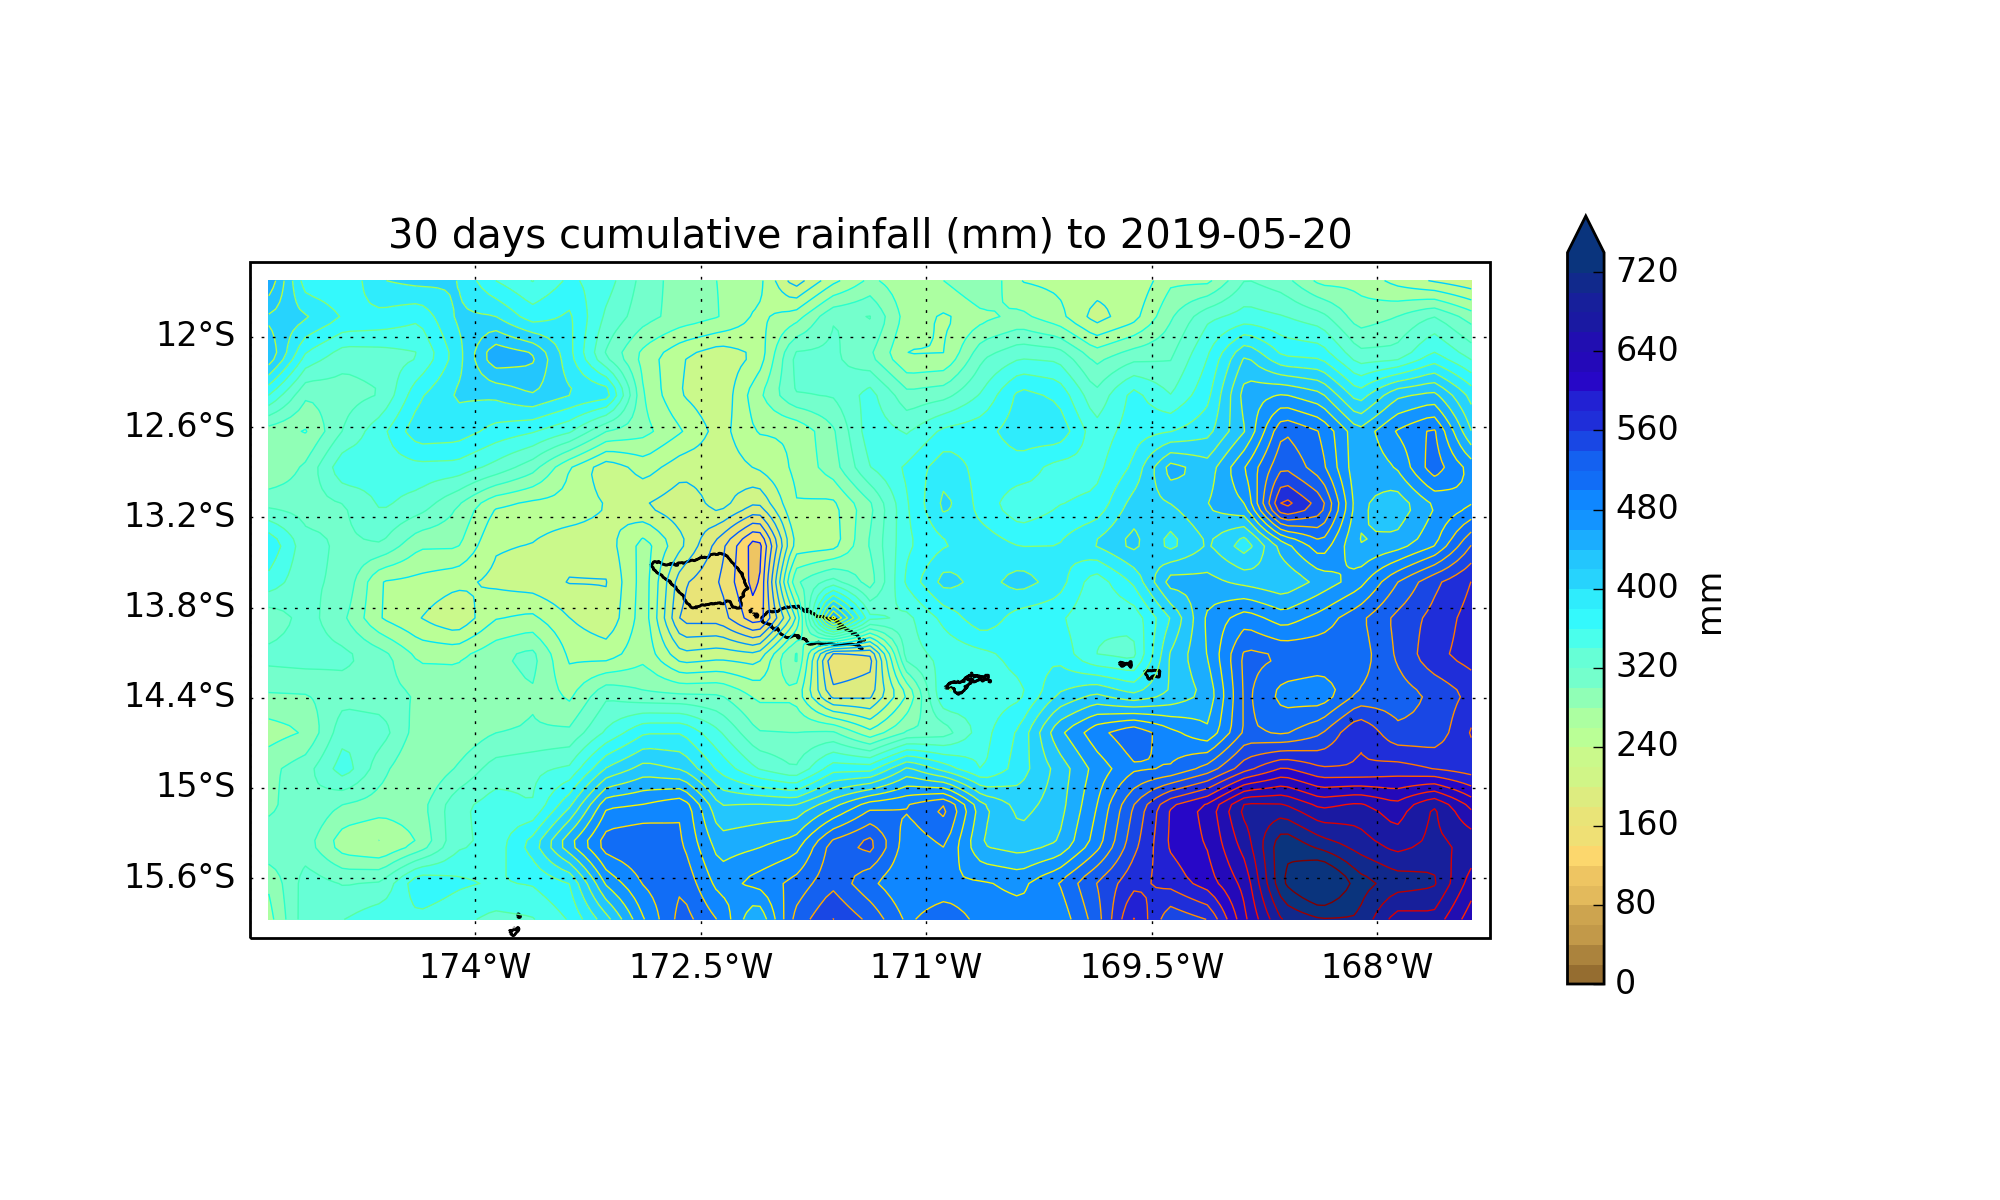 30 days cumulative rainfall (mm) to 2019-05-20
12°S
12.6°S
13.2°S
13.8°S
14.4°S
15°S
15.6°S
174°W
172.5°W
171°W
169.5°W
168°W
720
640
560
480
400
320
240
160
80
0
mm